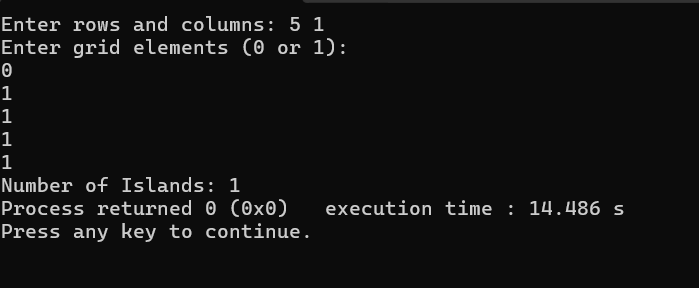 Enter rows and columns: 5 1
Enter grid elements (0 or 1):
0
1
1
1
1
Number of Islands: 1
Process returned 0 (0x0)   execution time : 14.486 s
Press any key to continue.